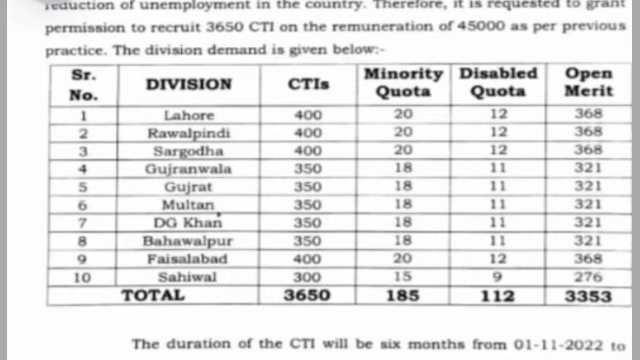 reduction of unemployment in the country. Therefore, it is requested to grant
permission to recruit 3650 CTI on the remuneration of 45000 as per previous
practice. The division demand is given below:-
Sr. No. DIVISION CTIs Minority Quota Disabled Quota Open Merit
1 Lahore 400 20 12 368
2 Rawalpindi 400 20 12 368
3 Sargodha 400 20 12 368
4 Gujranwala 350 18 11 321
5 Gujrat 350 18 11 321
6 Multan 350 18 11 321
7 DG Khan 350 18 11 321
8 Bahawalpur 350 18 11 321
9 Faisalabad 400 20 12 368
10 Sahiwal 300 15 9 276
TOTAL 3650 185 112 3353
The duration of the CTI will be six months from 01-11-2022 to